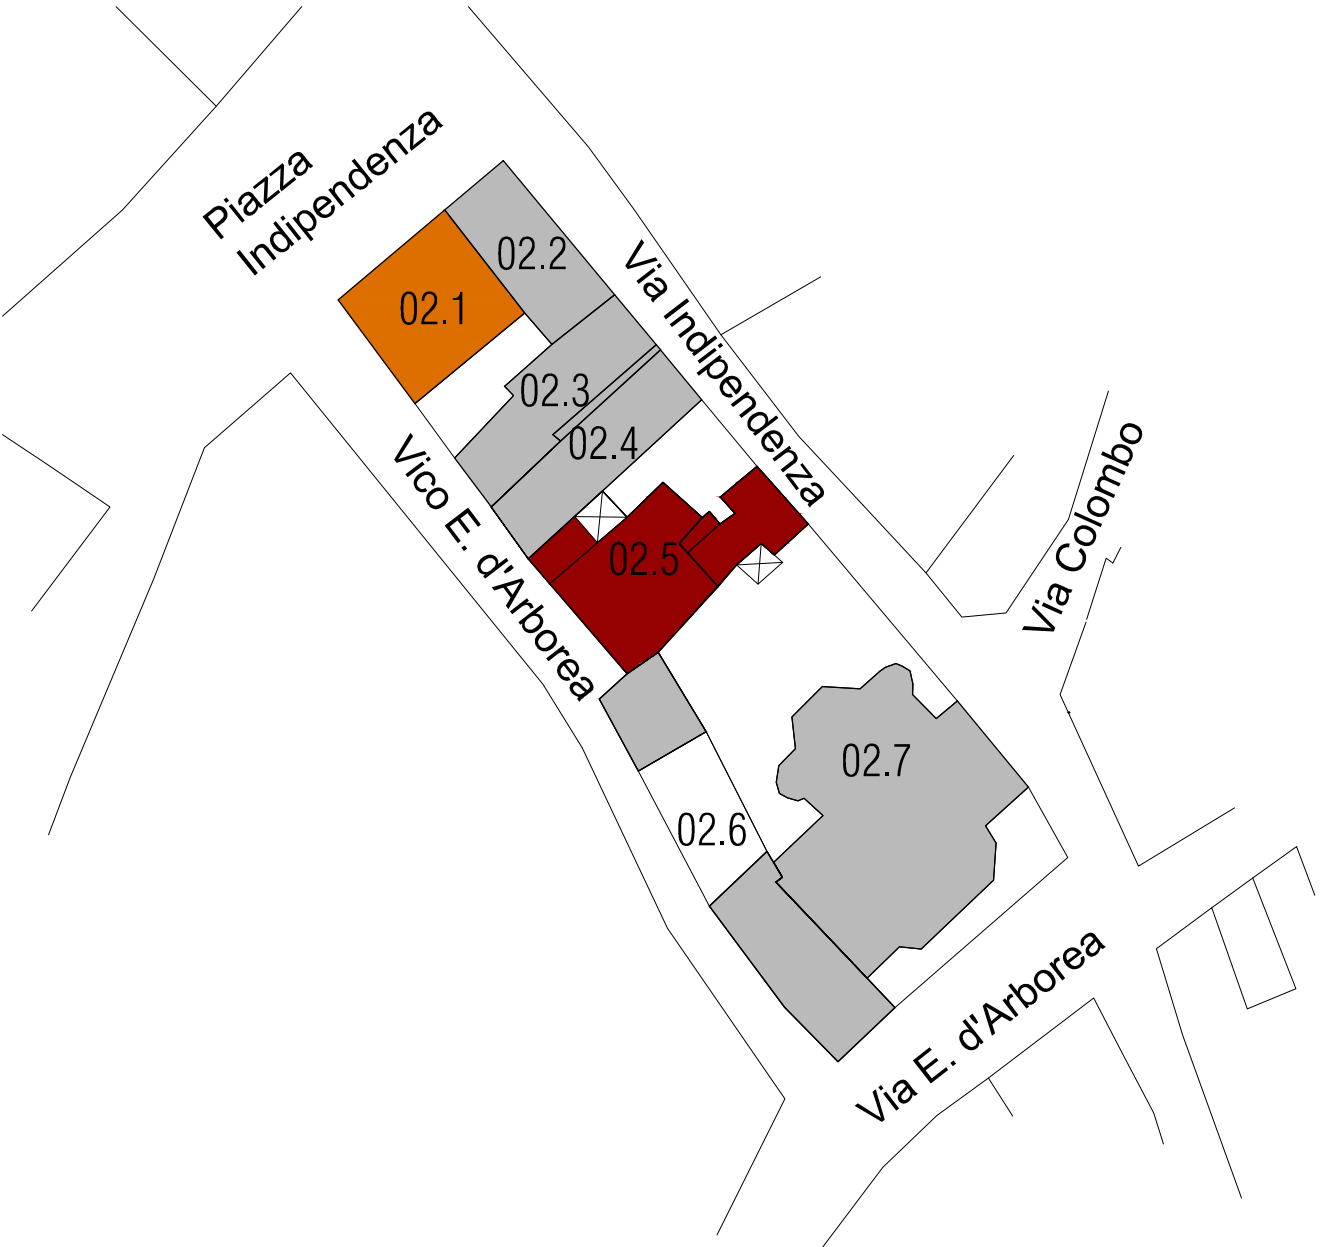 Piazza
Indipendenza
02.2
02.1
Via Indipendenza
02.3
02.4
Vico E. d'Arborea
02.5
Via Colombo
02.7
02.6
Via E. d'Arborea